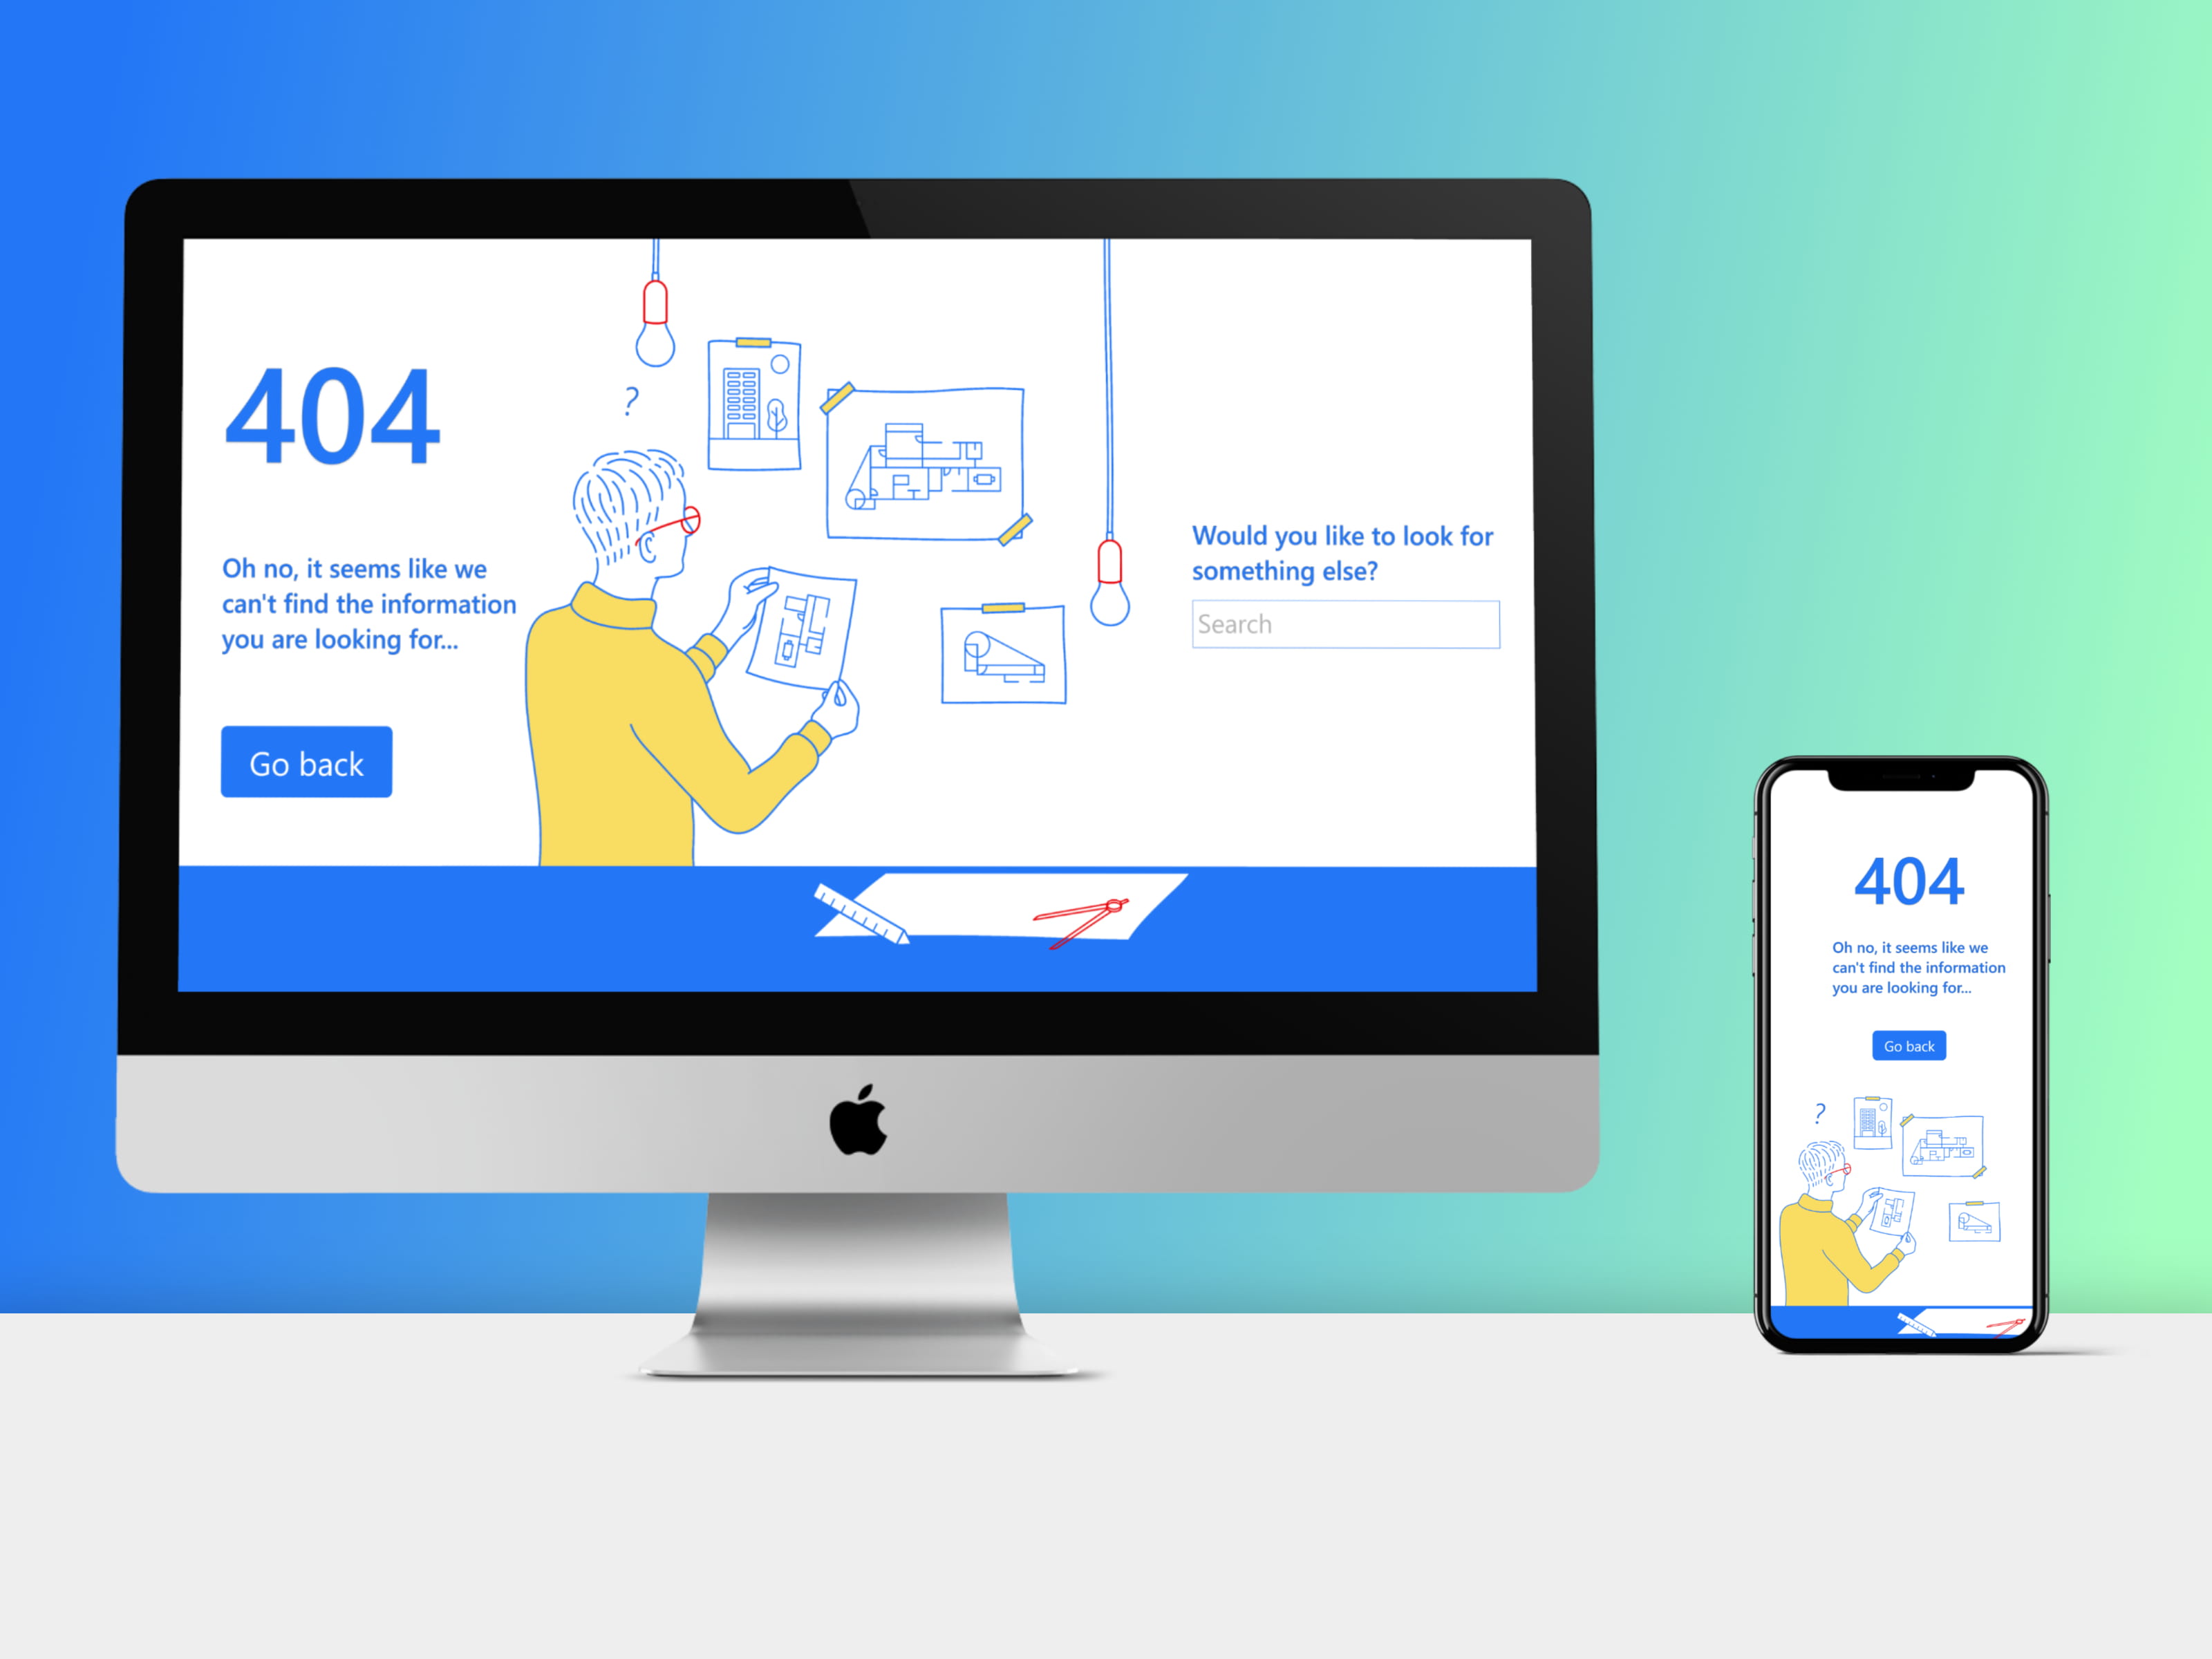 404
?
Oh no, it seems like we
can't find the information
you are looking for...
Go back
Would you like to look for
something else?
Search
404
Oh no, it seems like we
can't find the information
you are looking for...
Go back
?